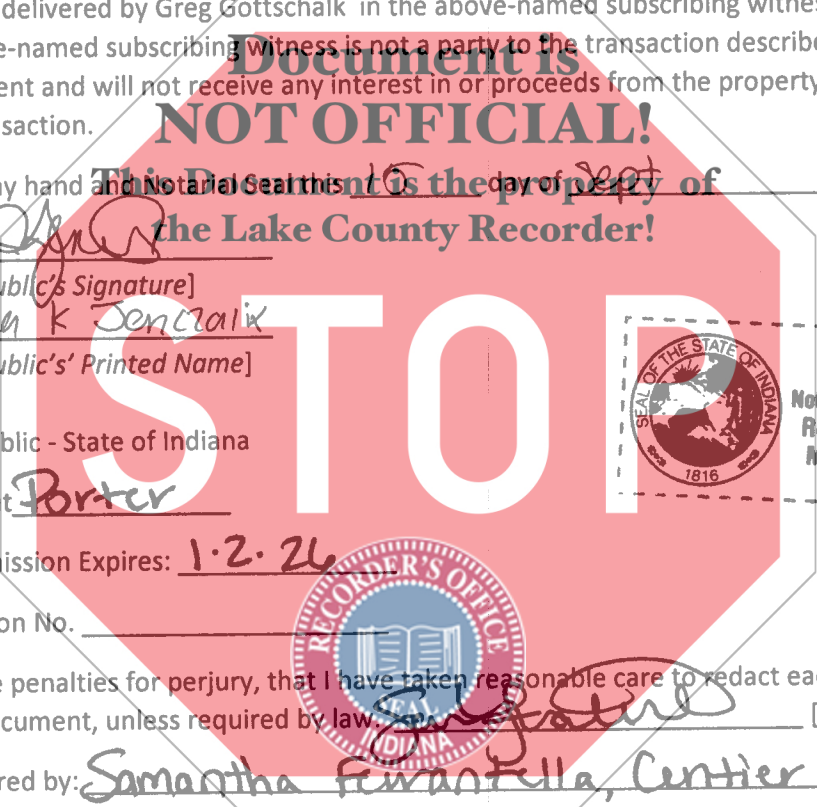 delivered by Greg Gottschalk in the above-named subscribing witnes
e-named subscribing witness is not a party to the transaction describe
Document is
ent and will not receive any interest in or proceeds from the property
saction.
NOT OFFICIAL!
y hand and Notarial Seal this 15 day of Sept
This Document is the property of
the Lake County Recorder!
ublic's Signature]
K Jenczalik
ublic's' Printed Name]
STOP
SEAL OF THE STATE OF INDIANA
1816
No
R
N
blic - State of Indiana
t Porter
ission Expires: 1.2.26
on No.
RECORDER'S OFFICE
SEAL
INDIANA
e penalties for perjury, that I have taken reasonable care to redact ea
cument, unless required by law.
red by: Samantha Centier